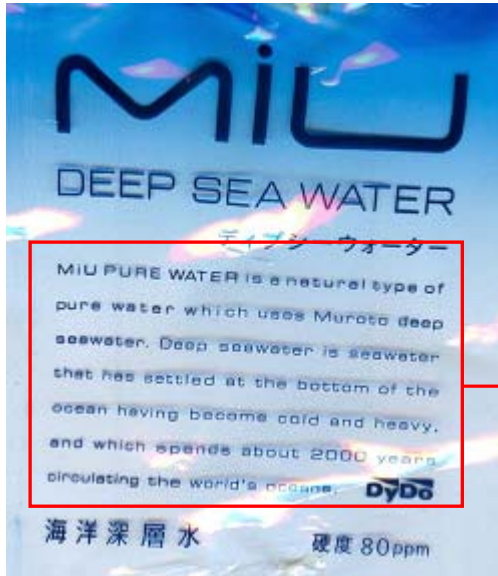 MiU
DEEP SEA WATER
ディープシーウォーター
MiU PURE WATER is a natural type of
pure water which uses Muroto deep
seawater. Deep seawater is seawater
that has settled at the bottom of the
ocean having become cold and heavy,
and which spends about 2000 years
circulating the world's oceans.
DyDo
海洋深層水
硬度80ppm